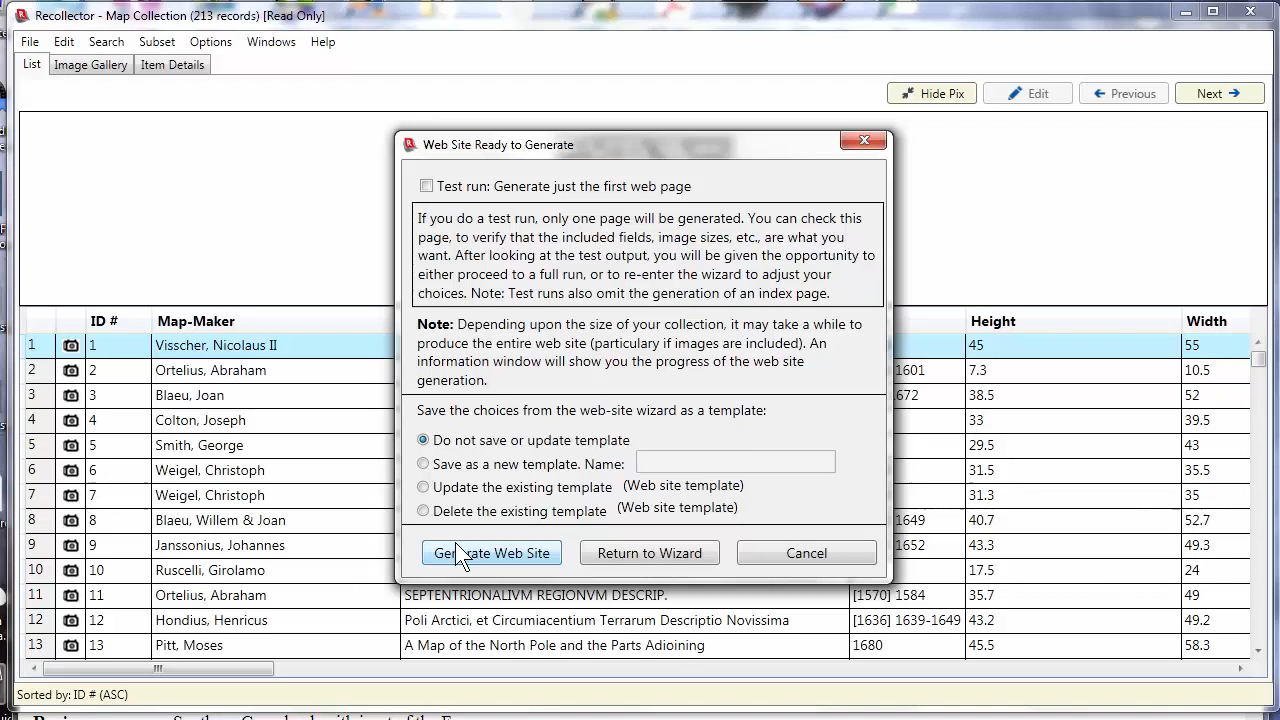 Recollector - Map Collection (213 records) [Read Only]
File Edit Search Subset Options Windows Help
List Image Gallery Item Details
Hide Pix Edit Previous Next
Web Site Ready to Generate
Test run: Generate just the first web page
If you do a test run, only one page will be generated. You can check this
page, to verify that the included fields, image sizes, etc., are what you
want. After looking at the test output, you will be given the opportunity to
either proceed to a full run, or to re-enter the wizard to adjust your
choices. Note: Test runs also omit the generation of an index page.
Note: Depending upon the size of your collection, it may take a while to
produce the entire web site (particularly if images are included). An
information window will show you the progress of the web site
generation.
Save the choices from the web-site wizard as a template:
Do not save or update template
Save as a new template. Name:
Update the existing template (Web site template)
Delete the existing template (Web site template)
Generate Web Site Return to Wizard Cancel
ID # Map-Maker Height Width
1 1 Visscher, Nicolaus II 45 55
2 2 Ortelius, Abraham 1601 7.3 10.5
3 3 Blaeu, Joan 1672 38.5 52
4 4 Colton, Joseph 33 39.5
5 5 Smith, George 29.5 43
6 6 Weigel, Christoph 31.5 35.5
7 7 Weigel, Christoph 31.3 35
8 8 Blaeu, Willem & Joan 1649 40.7 52.7
9 9 Janssonius, Johannes 1652 43.3 49.3
10 10 Ruscelli, Girolamo 17.5 24
11 11 Ortelius, Abraham SEPTENTRIONALIVM REGIONVM DESCRIP. [1570] 1584 35.7 49
12 12 Hondius, Henricus Poli Arctici, et Circumiacentium Terrarum Descriptio Novissima [1636] 1639-1649 43.2 49.2
13 13 Pitt, Moses A Map of the North Pole and the Parts Adioining 1680 45.5 58.3
Sorted by: ID # (ASC)